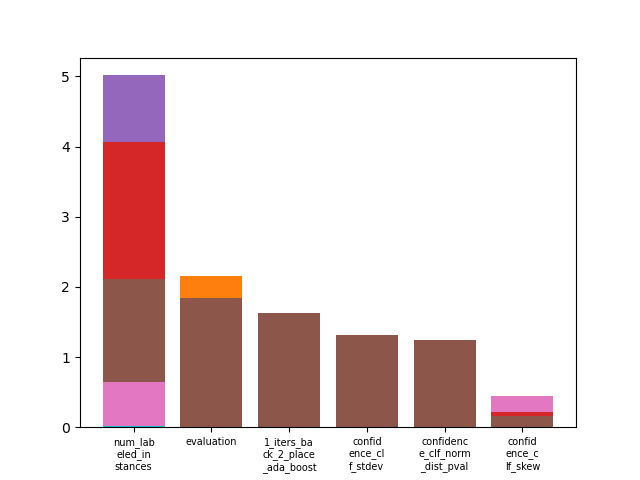 5
4
3
2
1
0
num_lab
eled_in
stances
evaluation
1_iters_ba
ck_2_place
_ada_boost
confid
ence_cl
f_stdev
confidenc
e_clf_norm
_dist_pval
confid
ence_c
lf_skew